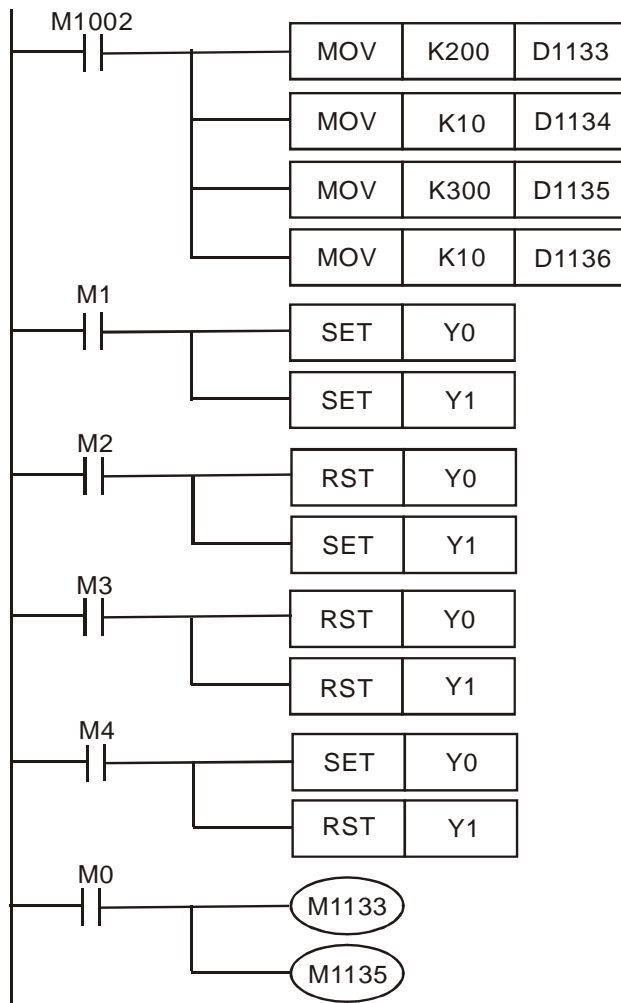 M1002
MOV K200 D1133
MOV K10 D1134
MOV K300 D1135
MOV K10 D1136
M1
SET Y0
SET Y1
M2
RST Y0
SET Y1
M3
RST Y0
RST Y1
M4
SET Y0
RST Y1
M0
M1133
M1135